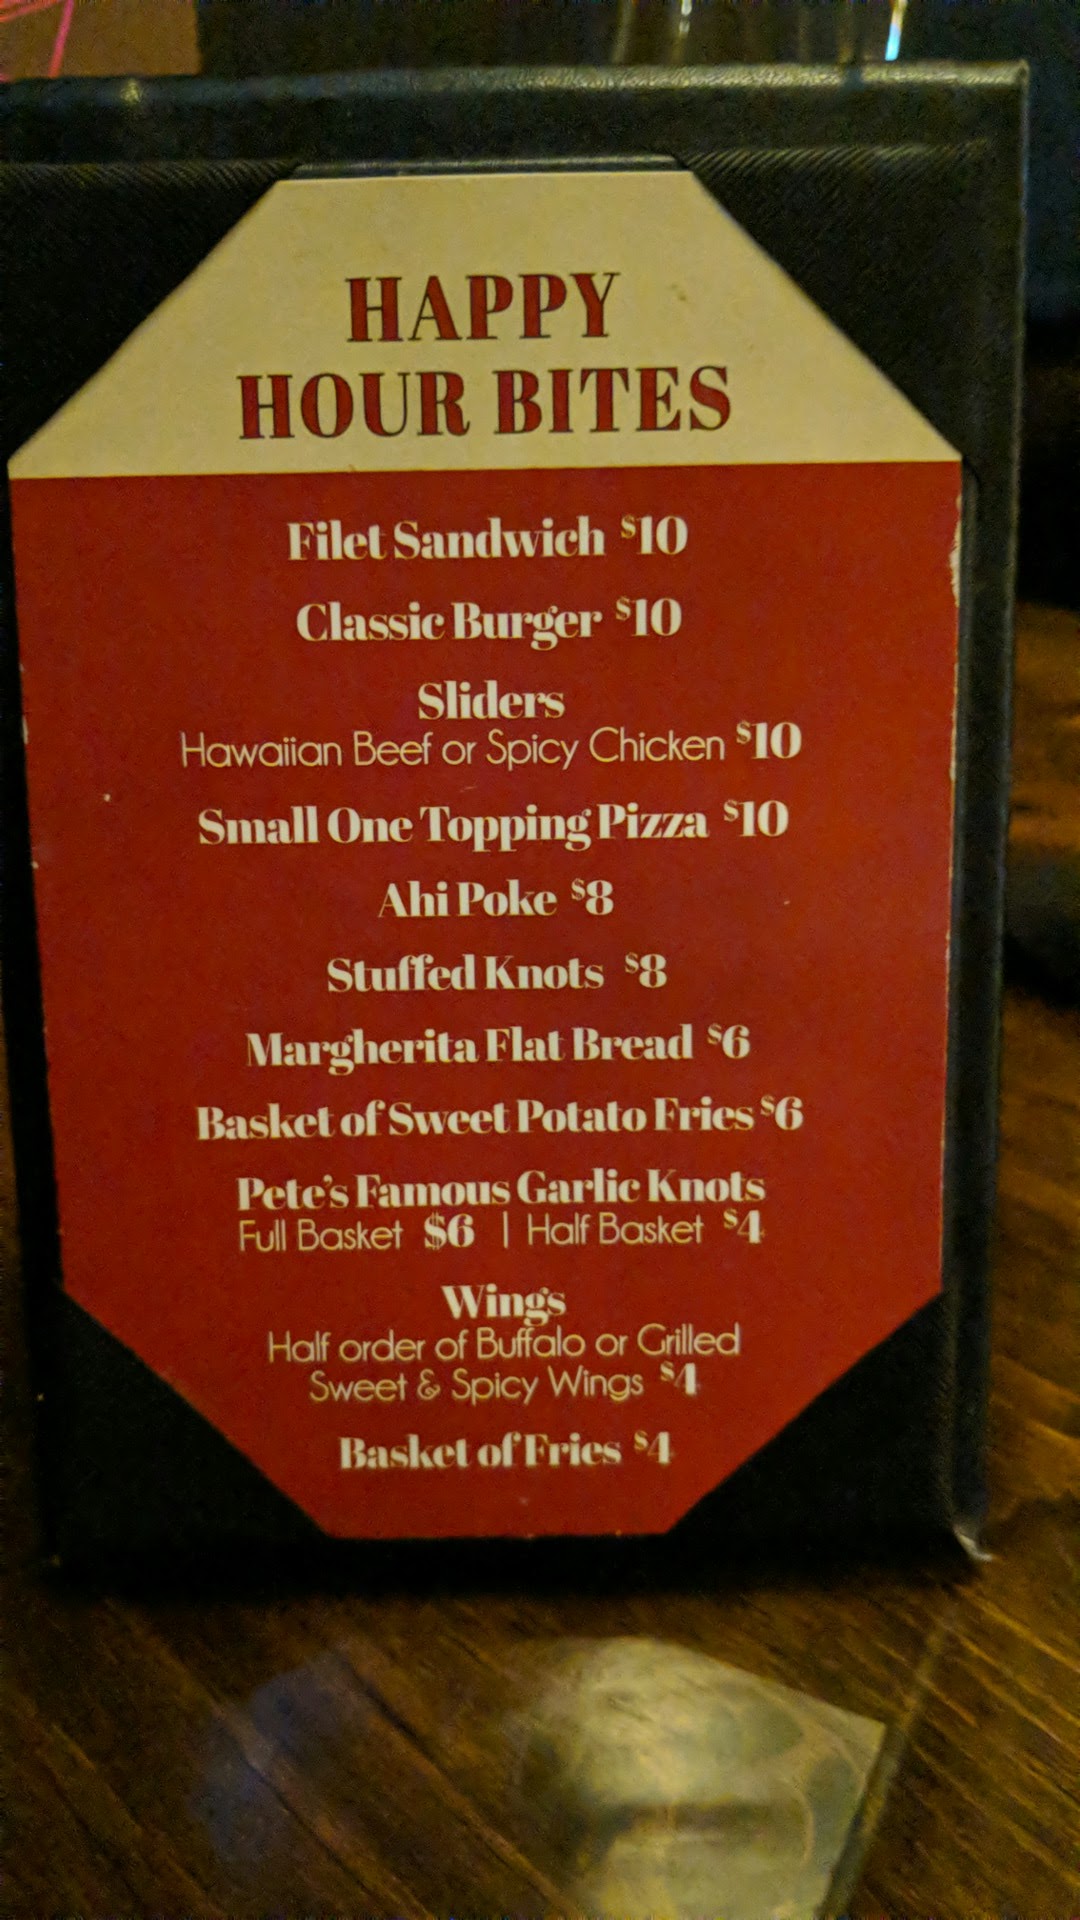 HAPPY
HOUR BITES
Filet Sandwich $10
Classic Burger $10
Sliders
Hawaiian Beef or Spicy Chicken $10
Small One Topping Pizza $10
Ahi Poke $8
Stuffed Knots $8
Margherita Flat Bread $6
Basket of Sweet Potato Fries $6
Pete's Famous Garlic Knots
Full Basket $6 | Half Basket $4
Wings
Half order of Buffalo or Grilled
Sweet & Spicy Wings $4
Basket of Fries $4